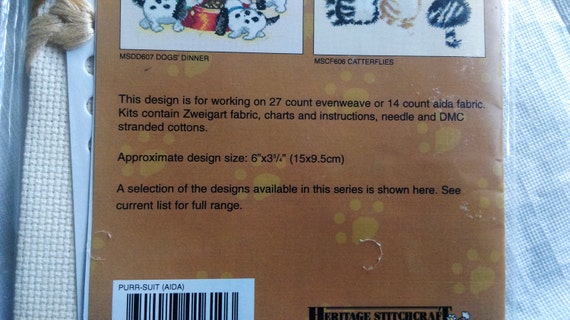 MSDD607 DOGS' DINNER
MSCF606 CATTERFLIES
This design is for working on 27 count evenweave or 14 count aida fabric.
Kits contain Zweigart fabric, charts and instructions, needle and DMC
stranded cottons.
Approximate design size: 6"x3¾" (15x9.5cm)
A selection of the designs available in this series is shown here. See
current list for full range.
PURR-SUIT (AIDA)
HERITAGE STITCHCRAFT